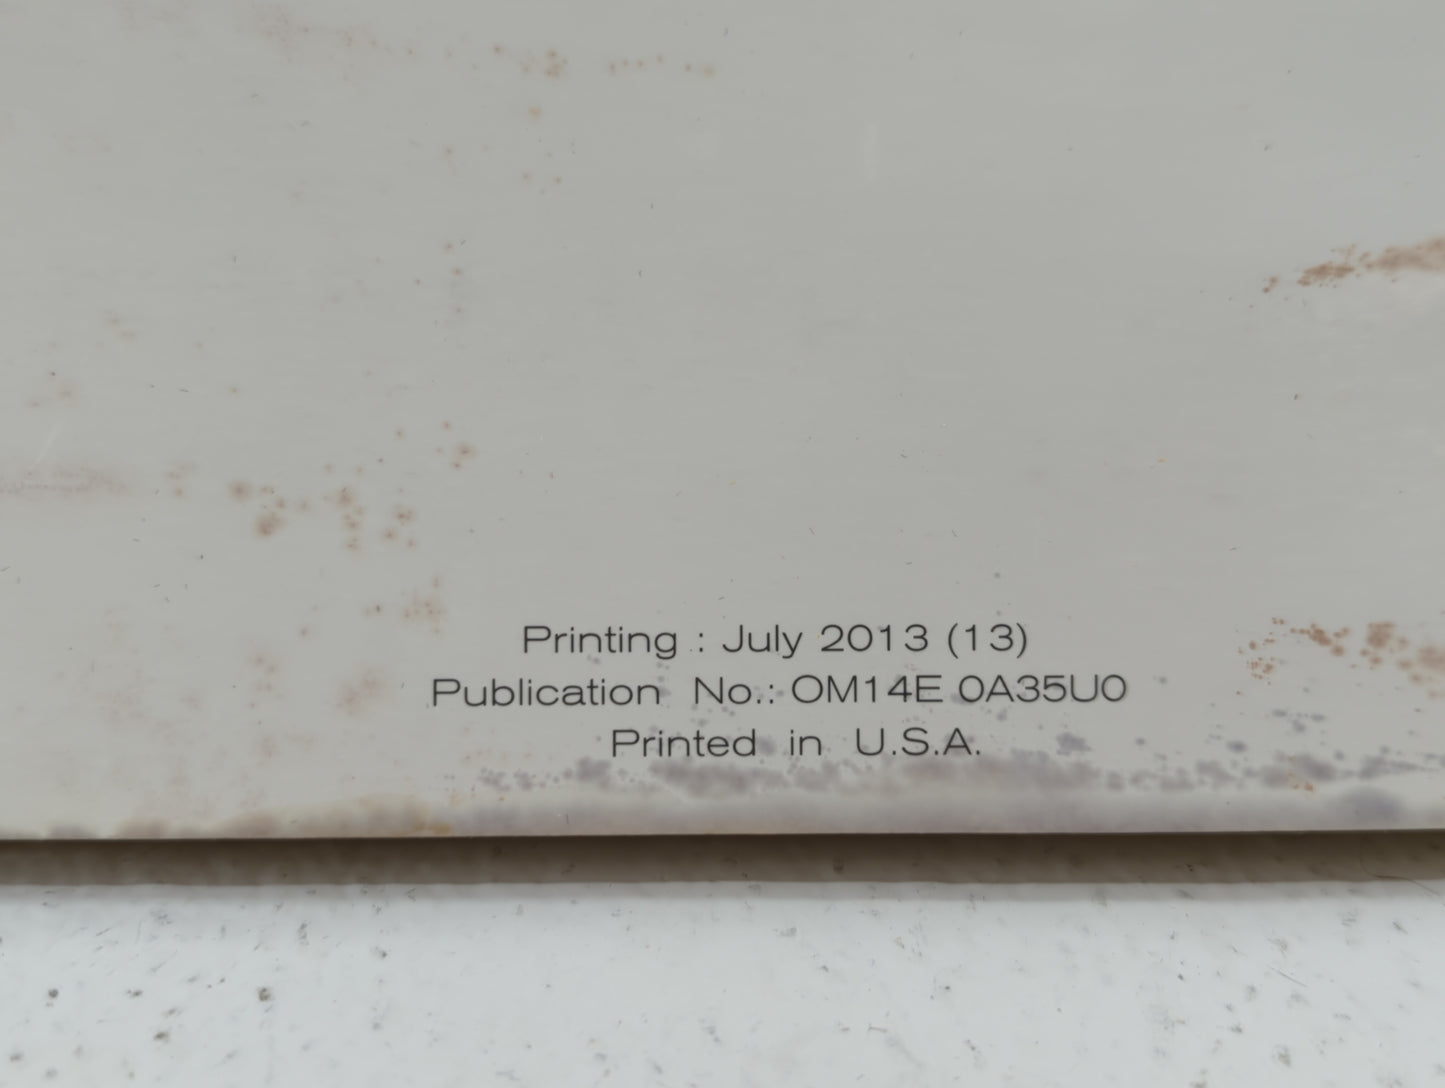 Printing : July 2013 (13)
Publication No.: OM14E 0A35U0
Printed in U.S.A.